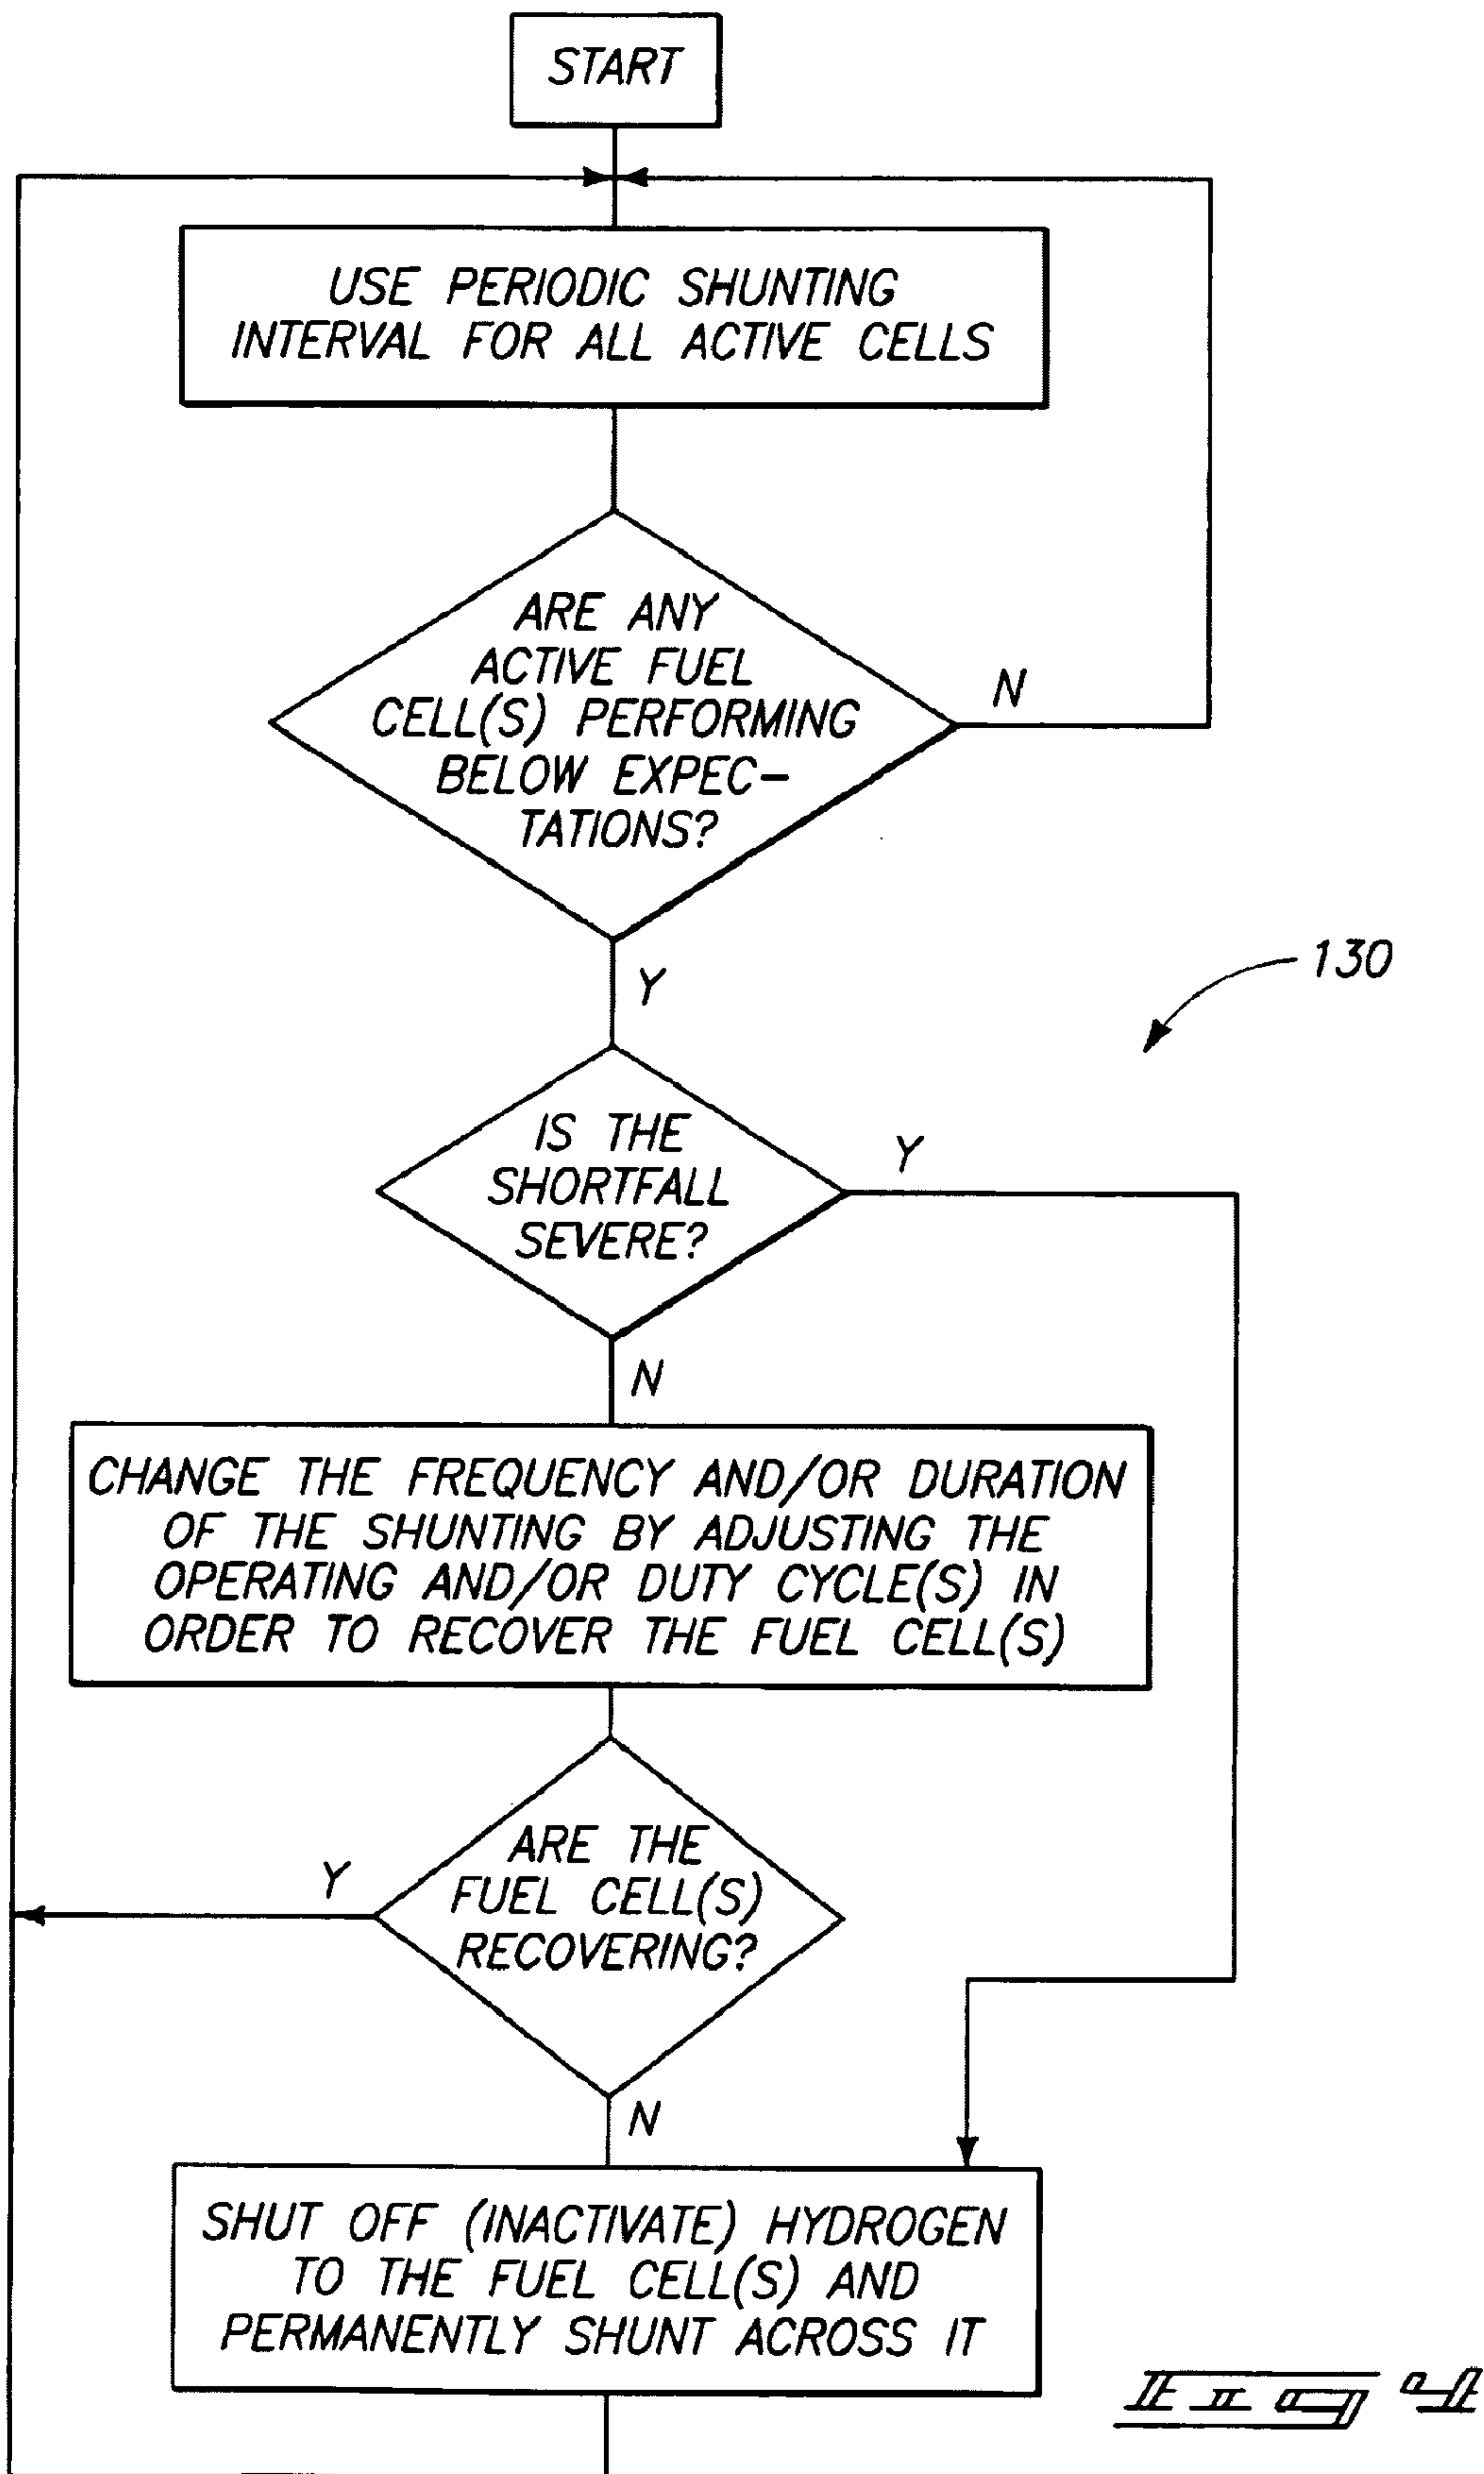 START
USE PERIODIC SHUNTING
INTERVAL FOR ALL ACTIVE CELLS
ARE ANY
ACTIVE FUEL
CELL(S) PERFORMING
BELOW EXPEC-
TATIONS?
N
Y
130
IS THE
SHORTFALL
SEVERE?
Y
N
CHANGE THE FREQUENCY AND/OR DURATION
OF THE SHUNTING BY ADJUSTING THE
OPERATING AND/OR DUTY CYCLE(S) IN
ORDER TO RECOVER THE FUEL CELL(S)
ARE THE
FUEL CELL(S)
RECOVERING?
Y
N
SHUT OFF (INACTIVATE) HYDROGEN
TO THE FUEL CELL(S) AND
PERMANENTLY SHUNT ACROSS IT
FIG 4